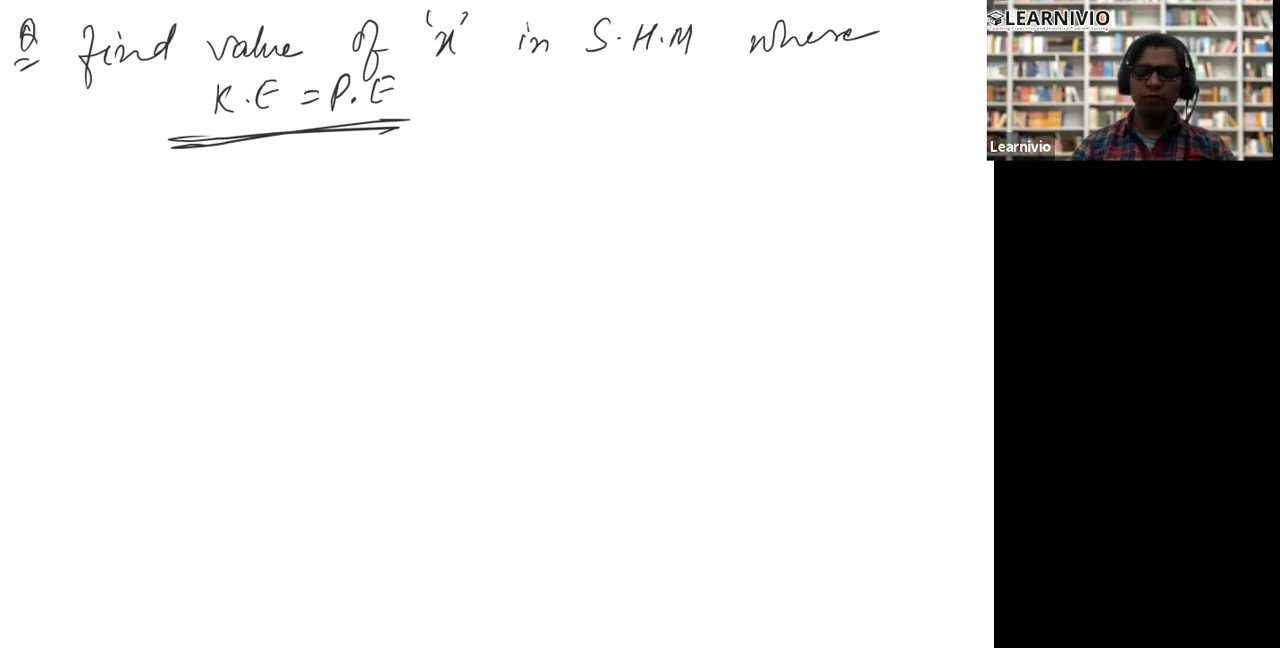 Q find value of 'x' in S.H.M where
K.E = P.E
LEARNIVIO
Learnivio